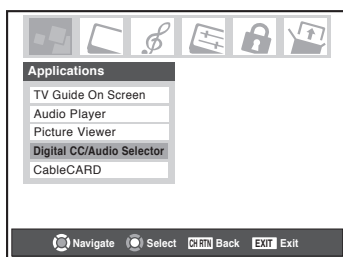 Applications
TV Guide On Screen
Audio Player
Picture Viewer
Digital CC/Audio Selector
CableCARD
Navigate Select CH RTN Back EXIT Exit